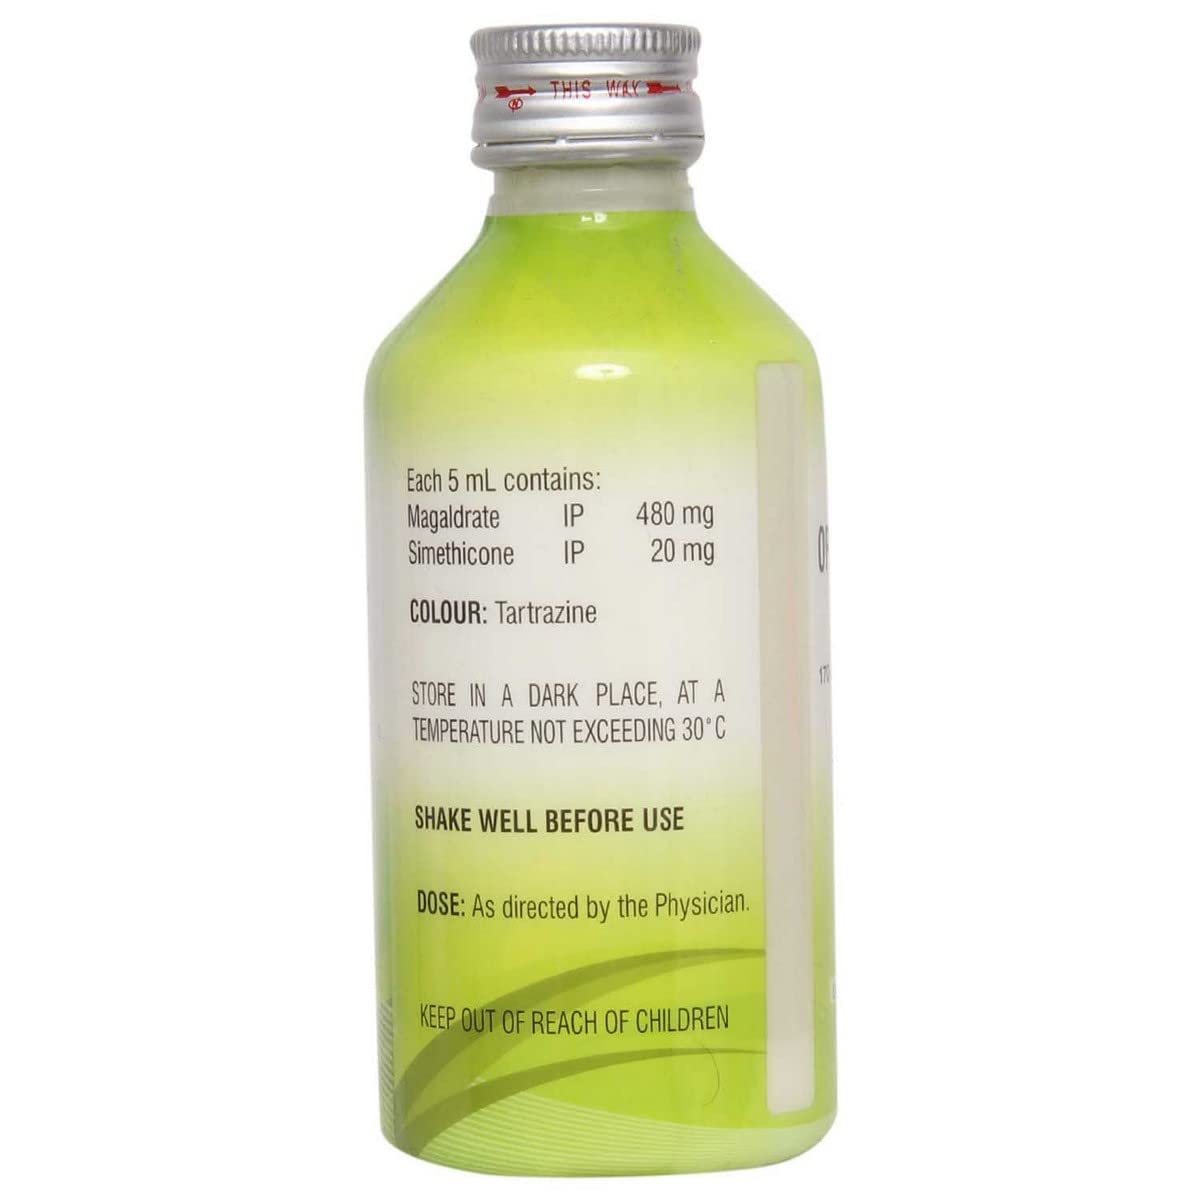 THIS WAY
Each 5 mL contains:
Magaldrate IP 480 mg
Simethicone IP 20 mg
COLOUR: Tartrazine
STORE IN A DARK PLACE, AT A
TEMPERATURE NOT EXCEEDING 30°C
SHAKE WELL BEFORE USE
DOSE: As directed by the Physician.
KEEP OUT OF REACH OF CHILDREN